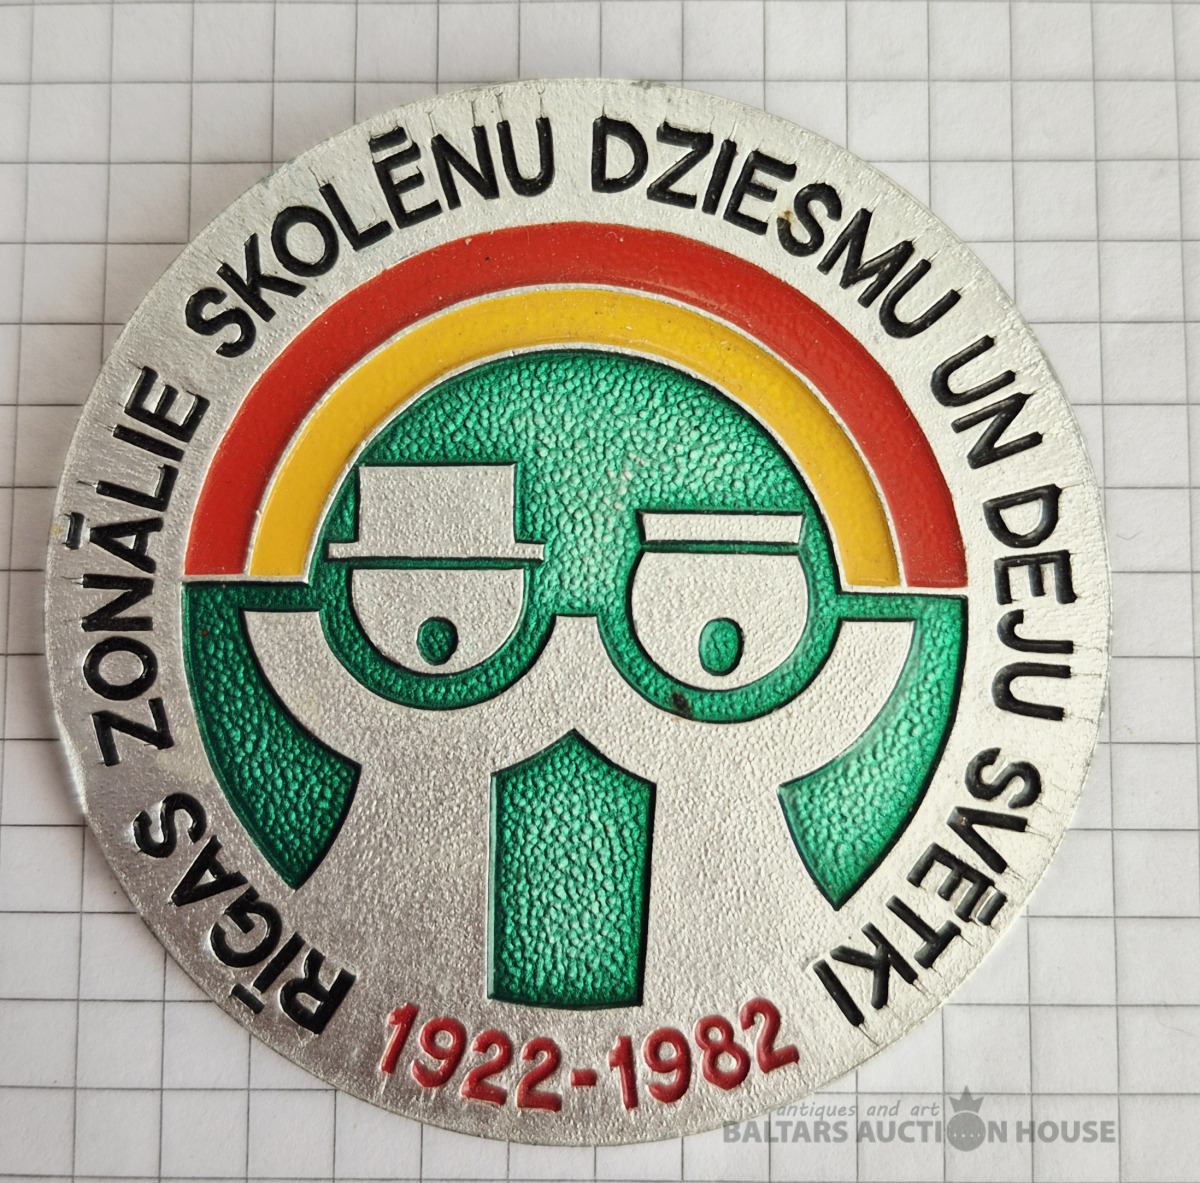 RĪGAS ZONĀLIE SKOLĒNU DZIESMU UN DEJU SVĒTKI
1922-1982
antiques and art
BALTARS AUCTION HOUSE